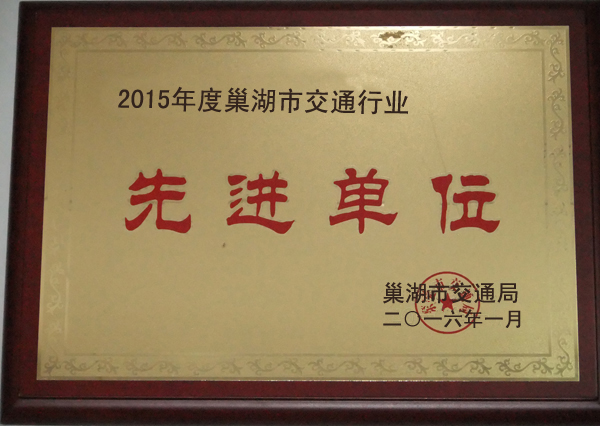 2015年度巢湖市交通行业
先进单位
巢湖市交通局
二〇一六年一月